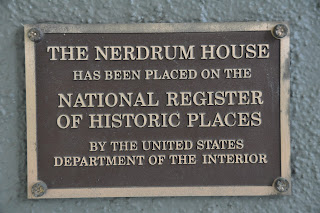 THE NERDRUM HOUSE
HAS BEEN PLACED ON THE
NATIONAL REGISTER
OF HISTORIC PLACES
BY THE UNITED STATES
DEPARTMENT OF THE INTERIOR